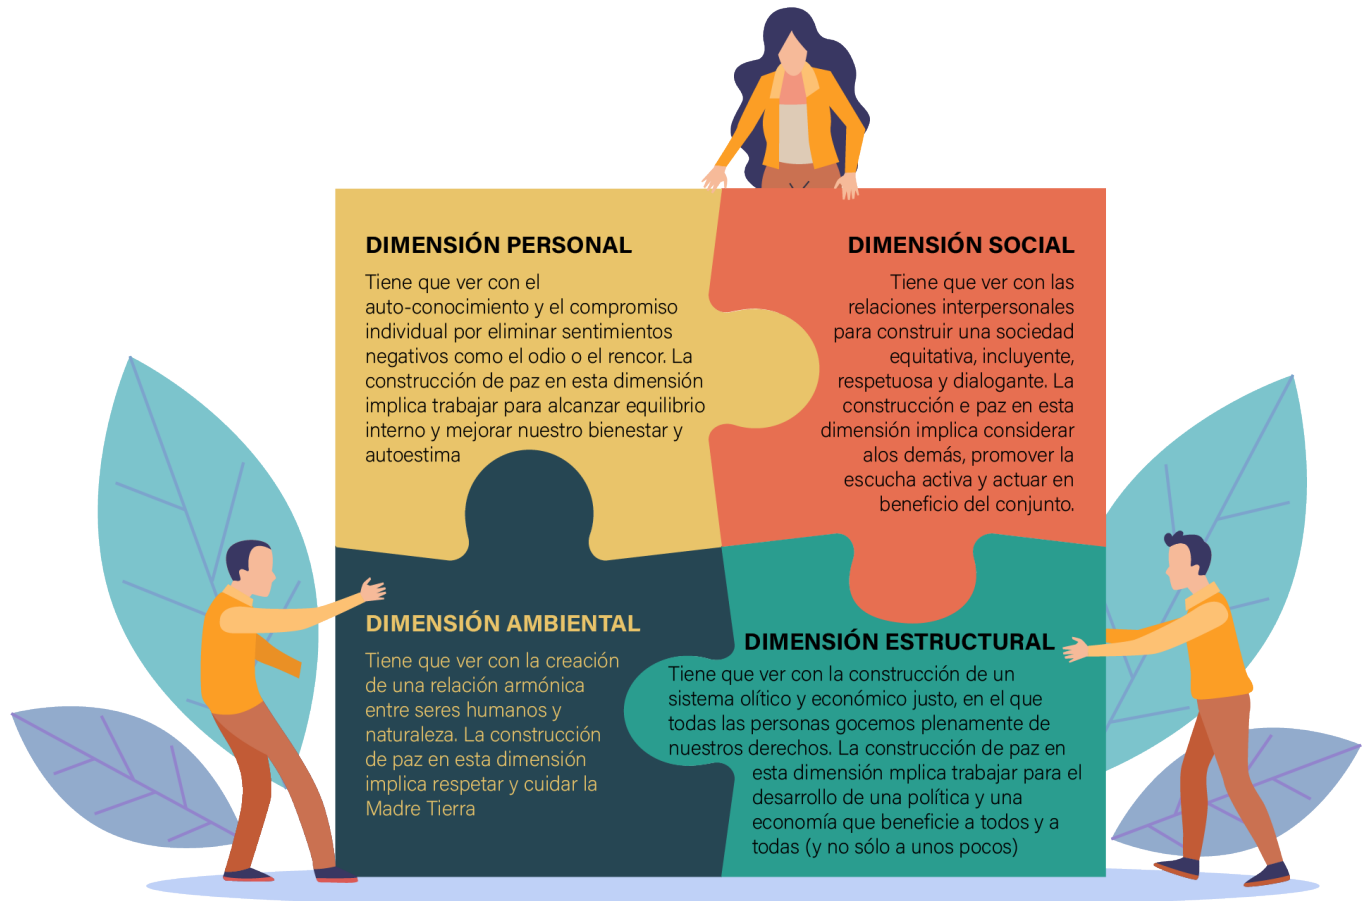 DIMENSIÓN PERSONAL
Tiene que ver con el
auto-conocimiento y el compromiso
individual por eliminar sentimientos
negativos como el odio o el rencor. La
construcción de paz en esta dimensión
implica trabajar para alcanzar equilibrio
interno y mejorar nuestro bienestar y
autoestima
DIMENSIÓN SOCIAL
Tiene que ver con las
relaciones interpersonales
para construir una sociedad
equitativa, incluyente,
respetuosa y dialogante. La
construcción e paz en esta
dimensión implica considerar
alos demás, promover la
escucha activa y actuar en
beneficio del conjunto.
DIMENSIÓN AMBIENTAL
Tiene que ver con la creación
de una relación armónica
entre seres humanos y
naturaleza. La construcción
de paz en esta dimensión
implica respetar y cuidar la
Madre Tierra
DIMENSIÓN ESTRUCTURAL
Tiene que ver con la construcción de un
sistema olítico y económico justo, en el que
todas las personas gocemos plenamente de
nuestros derechos. La construcción de paz en
esta dimensión mplica trabajar para el
desarrollo de una política y una
economía que beneficie a todos y a
todas (y no sólo a unos pocos)